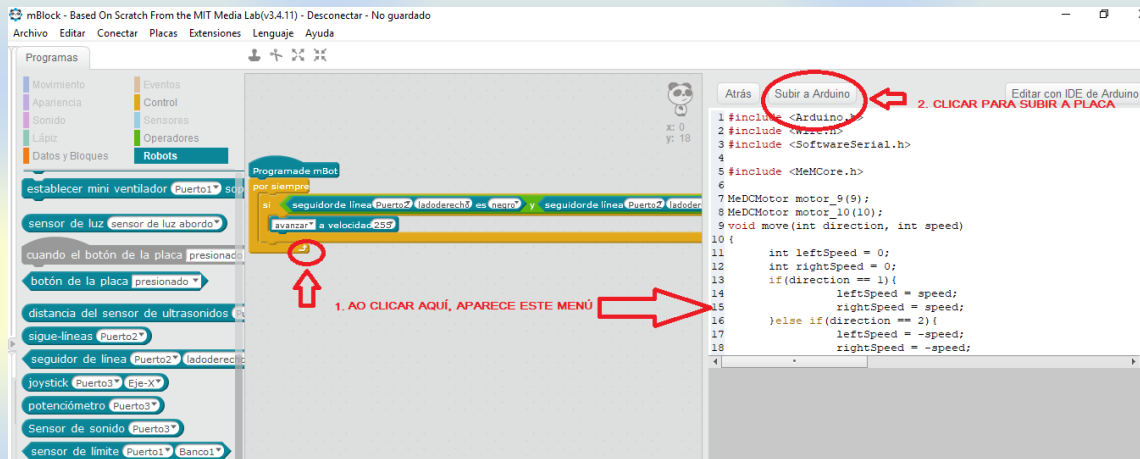 mBlock - Based On Scratch From the MIT Media Lab(v3.4.11) - Desconectar - No guardado
Archivo Editar Conectar Placas Extensiones Lenguaje Ayuda
Programas
Movimiento Eventos
Apariencia Control
Sonido Sensores
Lápiz Operadores
Datos y Bloques Robots
establecer mini ventilador Puerto1
sensor de luz sensor de luz abordo
cuando el botón de la placa presionado
botón de la placa presionado
distancia del sensor de ultrasonidos
sigue-líneas Puerto2
seguidor de línea Puerto2
joystick Puerto3 Eje-X
potenciómetro Puerto3
Sensor de sonido Puerto3
sensor de límite Puerto1 Banco1
x: 0
y: 18
Programade mBot
por siempre
si seguidorde línea Puerto2 ladoderecho es negro y seguidorde línea Puerto2
avanzar a velocidad 255
1. AO CLICAR AQUÍ, APARECE ESTE MENÚ
Atrás Subir a Arduino Editar con IDE de Arduino
2. CLICAR PARA SUBIR A PLACA
1 #include <Arduino.h>
2 #include <Wire.h>
3 #include <SoftwareSerial.h>
4
5 #include <MeMCore.h>
6
7 MeDCMotor motor_9(9);
8 MeDCMotor motor_10(10);
9 void move(int direction, int speed)
10 {
11 int leftSpeed = 0;
12 int rightSpeed = 0;
13 if(direction == 1){
14 leftSpeed = speed;
15 rightSpeed = speed;
16 }else if(direction == 2){
17 leftSpeed = -speed;
18 rightSpeed = -speed;